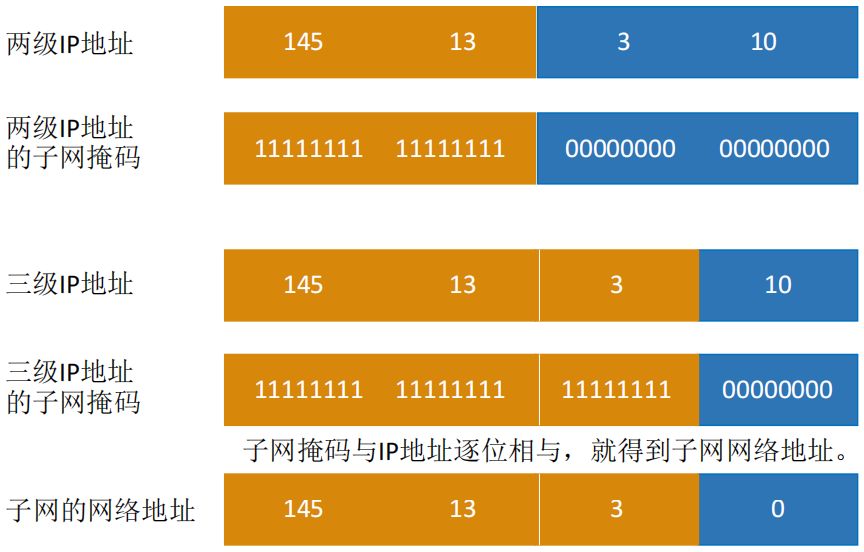 两级IP地址 145 13 3 10
两级IP地址
的子网掩码 11111111 11111111 00000000 00000000
三级IP地址 145 13 3 10
三级IP地址
的子网掩码 11111111 11111111 11111111 00000000
子网掩码与IP地址逐位相与，就得到子网网络地址。
子网的网络地址 145 13 3 0